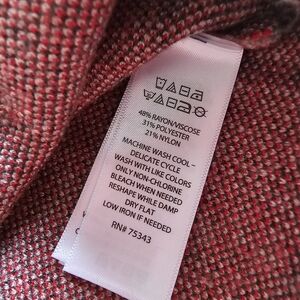 48% RAYON/VISCOSE
31% POLYESTER
21% NYLON
MACHINE WASH COOL –
DELICATE CYCLE
WASH WITH LIKE COLORS
ONLY NON-CHLORINE
BLEACH WHEN NEEDED
RESHAPE WHILE DAMP
DRY FLAT
LOW IRON IF NEEDED
RN# 75343